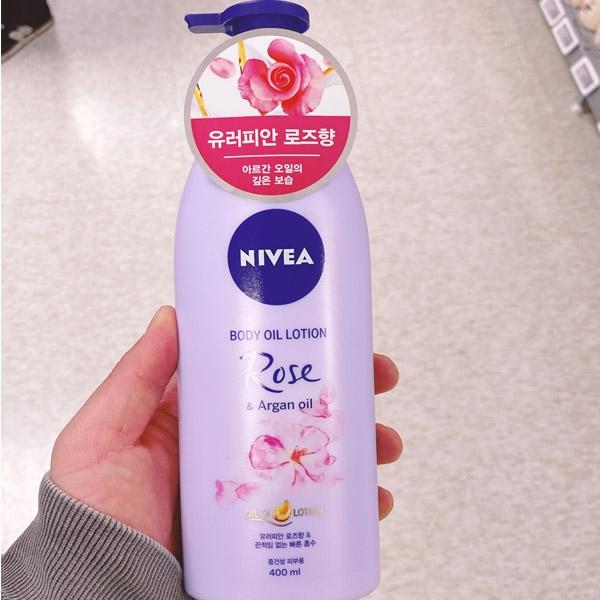 유러피안 로즈향
아르간 오일의
깊은 보습
NIVEA
BODY OIL LOTION
Rose
& Argan oil
OIL in LOTION
유러피안 로즈향 &
끈적임 없는 빠른 흡수
중건성 피부용
400 ml